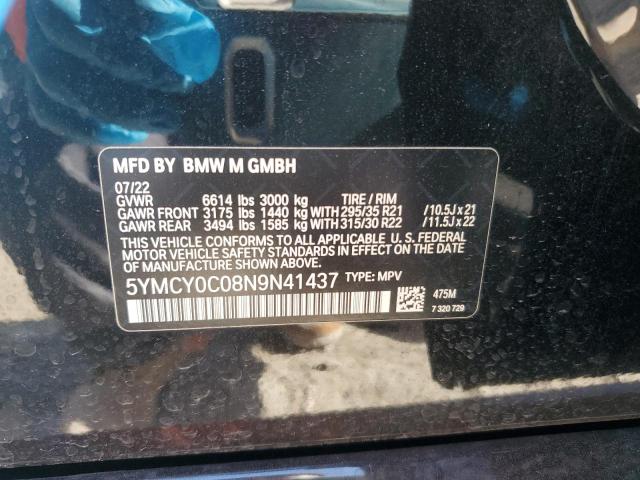 MFD BY BMW M GMBH
07/22
GVWR 6614 lbs 3000 kg TIRE / RIM
GAWR FRONT 3175 lbs 1440 kg WITH 295/35 R21 /10.5J x 21
GAWR REAR 3494 lbs 1585 kg WITH 315/30 R22 /11.5J x 22
THIS VEHICLE CONFORMS TO ALL APPLICABLE U. S. FEDERAL
MOTOR VEHICLE SAFETY STANDARDS IN EFFECT ON THE DATE
OF MANUFACTURE SHOWN ABOVE.
5YMCY0C08N9N41437 TYPE: MPV
475M
7 320 729